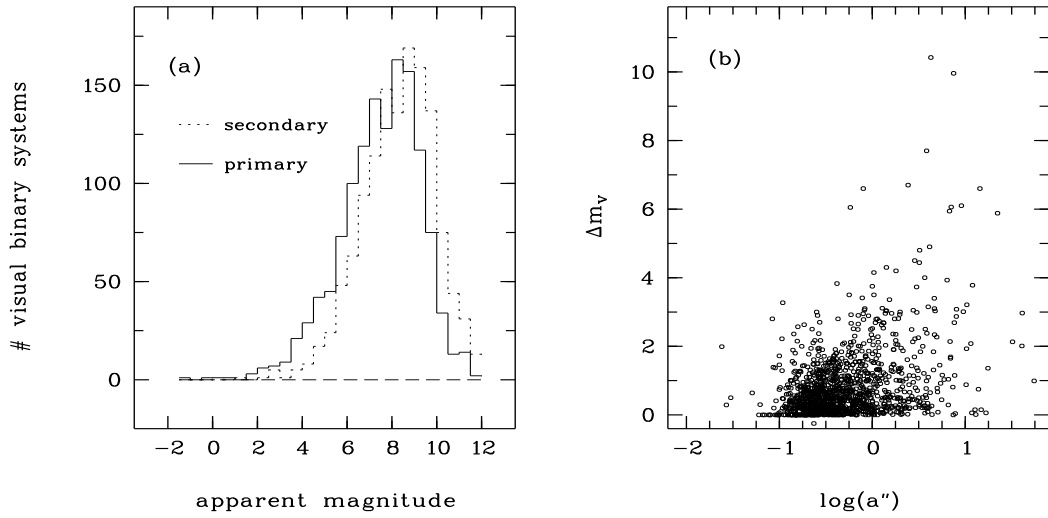 (a)
secondary
primary
# visual binary systems
150
100
50
0
−2 0 2 4 6 8 10 12
apparent magnitude
(b)
Δm_v
10
8
6
4
2
0
−2 −1 0 1
log(a")